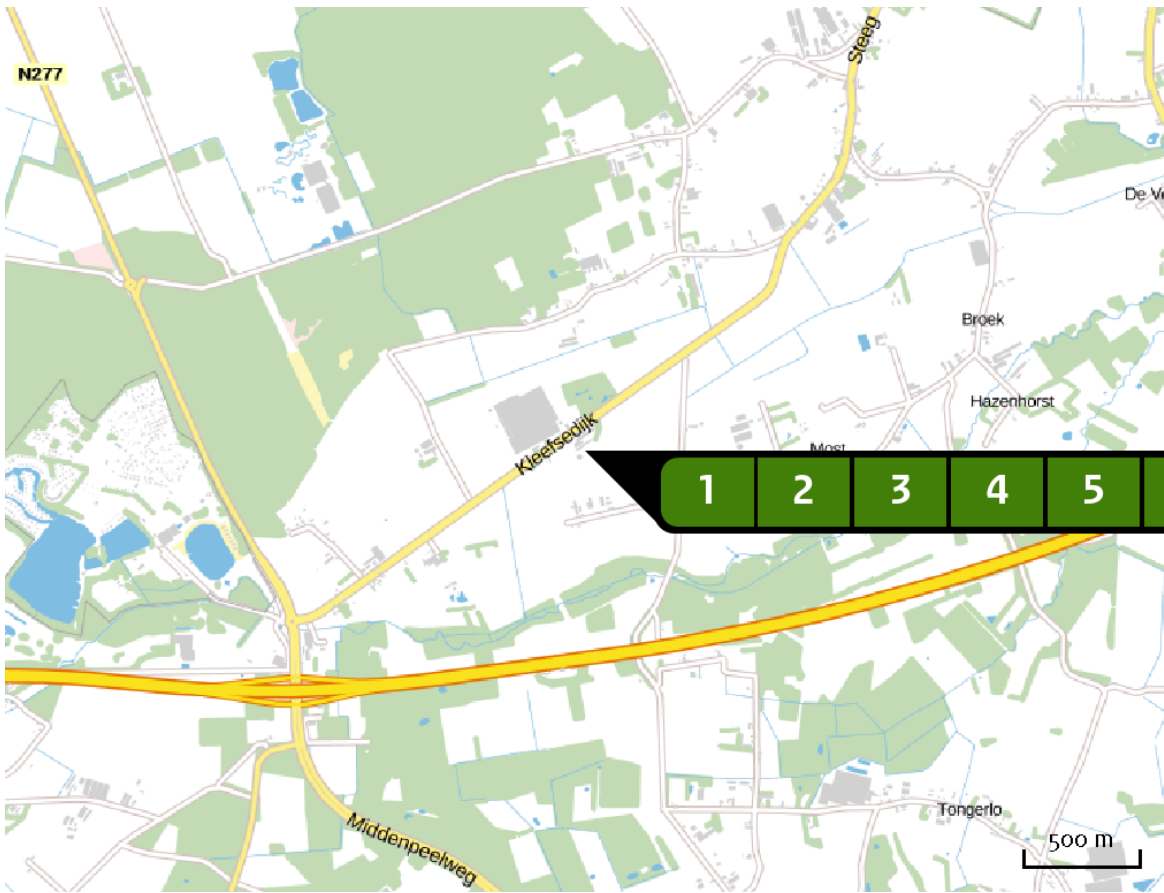 Steeg
N277
De Ve
Broek
Hazenhorst
Kleefsedijk
Most
1 2 3 4 5
Tongerlo
500 m
Middenpeelweg